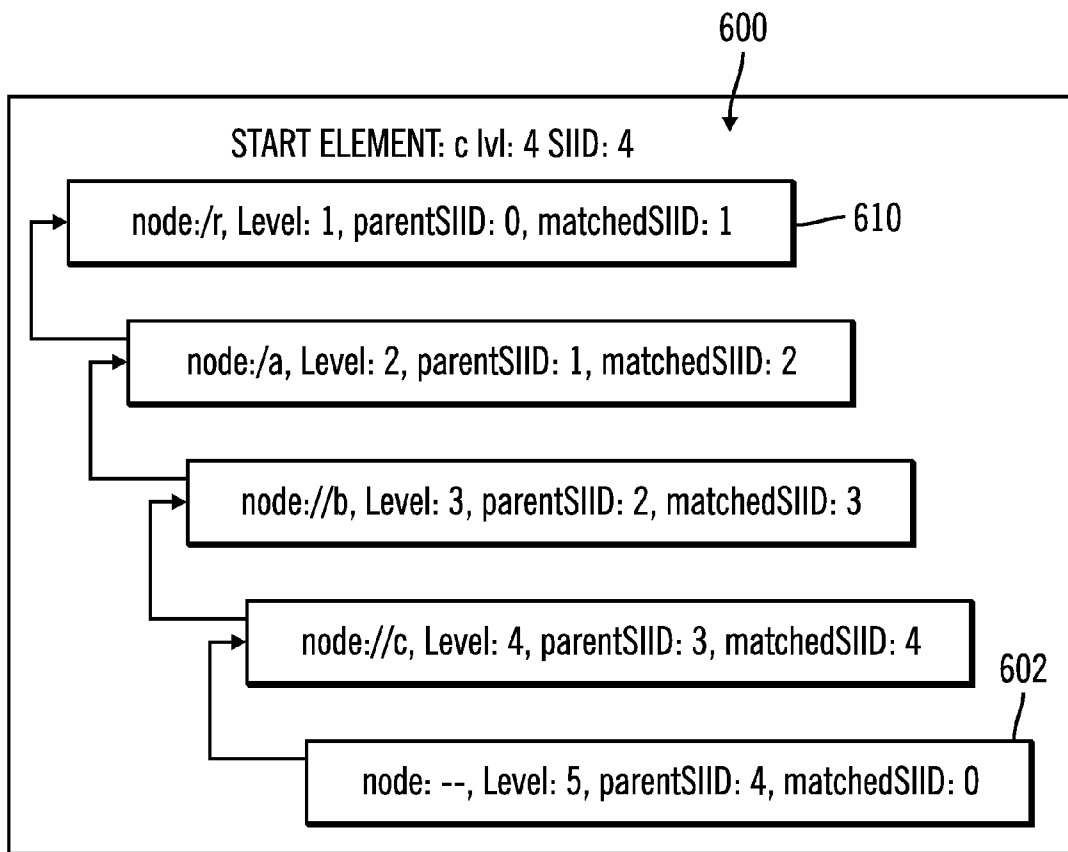 600
START ELEMENT: c lvl: 4 SIID: 4
node:/r, Level: 1, parentSIID: 0, matchedSIID: 1
610
node:/a, Level: 2, parentSIID: 1, matchedSIID: 2
node://b, Level: 3, parentSIID: 2, matchedSIID: 3
node://c, Level: 4, parentSIID: 3, matchedSIID: 4
602
node: --, Level: 5, parentSIID: 4, matchedSIID: 0